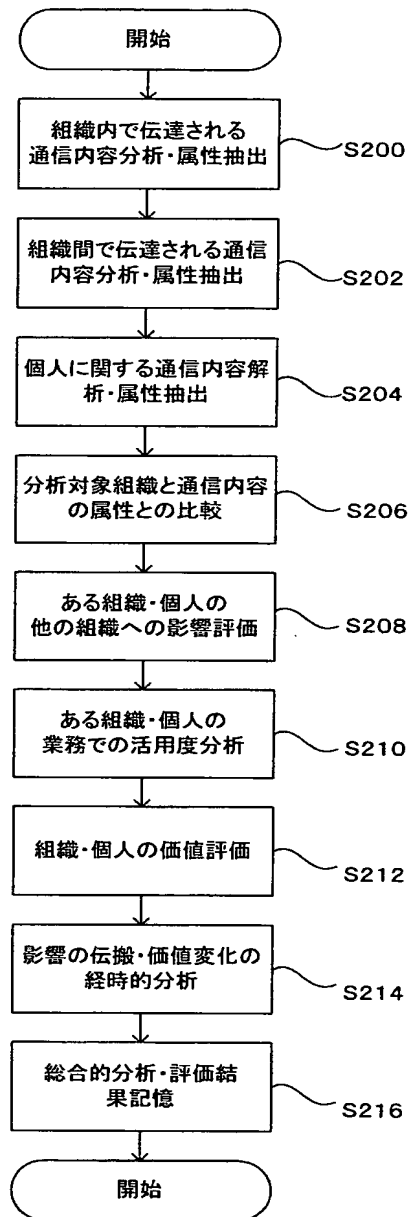 開始
組織内で伝達される
通信内容分析・属性抽出
S200
組織間で伝達される通信
内容分析・属性抽出
S202
個人に関する通信内容解
析・属性抽出
S204
分析対象組織と通信内容
の属性との比較
S206
ある組織・個人の
他の組織への影響評価
S208
ある組織・個人の
業務での活用度分析
S210
組織・個人の価値評価
S212
影響の伝搬・価値変化の
経時的分析
S214
総合的分析・評価結
果記憶
S216
開始